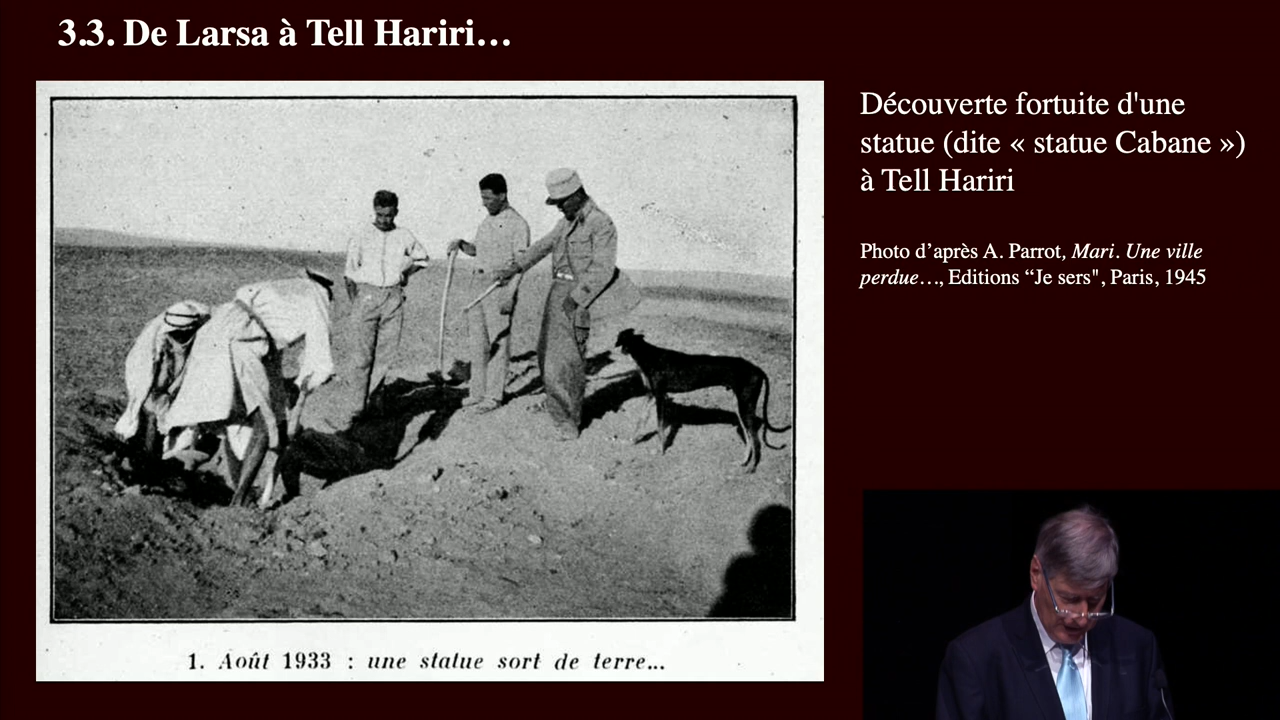 3.3. De Larsa à Tell Hariri…
Découverte fortuite d'une
statue (dite « statue Cabane »)
à Tell Hariri
Photo d’après A. Parrot, Mari. Une ville
perdue…, Editions “Je sers", Paris, 1945
1. Août 1933 : une statue sort de terre...